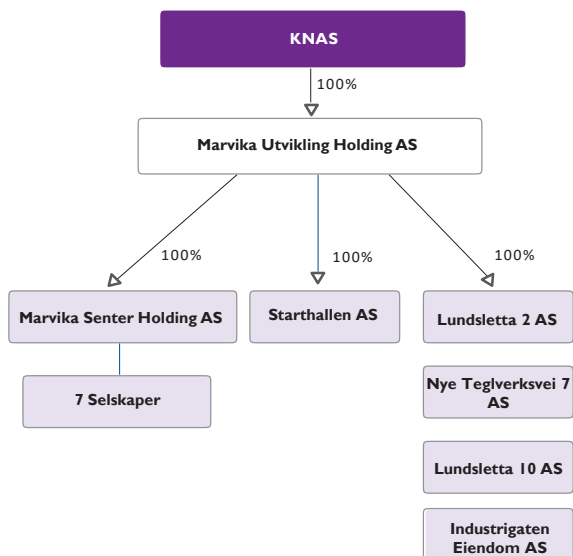 KNAS
100%
Marvika Utvikling Holding AS
100%
100%
100%
Marvika Senter Holding AS
Starthallen AS
Lundsletta 2 AS
7 Selskaper
Nye Teglverksvei 7
AS
Lundsletta 10 AS
Industrigaten
Eiendom AS